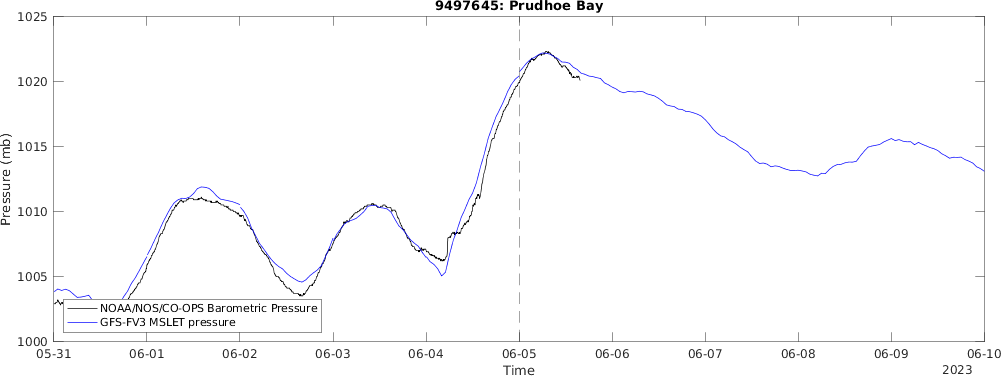 9497645: Prudhoe Bay
1025
1020
1015
1010
1005
1000
Pressure (mb)
NOAA/NOS/CO-OPS Barometric Pressure
GFS-FV3 MSLET pressure
05-31 06-01 06-02 06-03 06-04 06-05 06-06 06-07 06-08 06-09 06-10
Time
2023